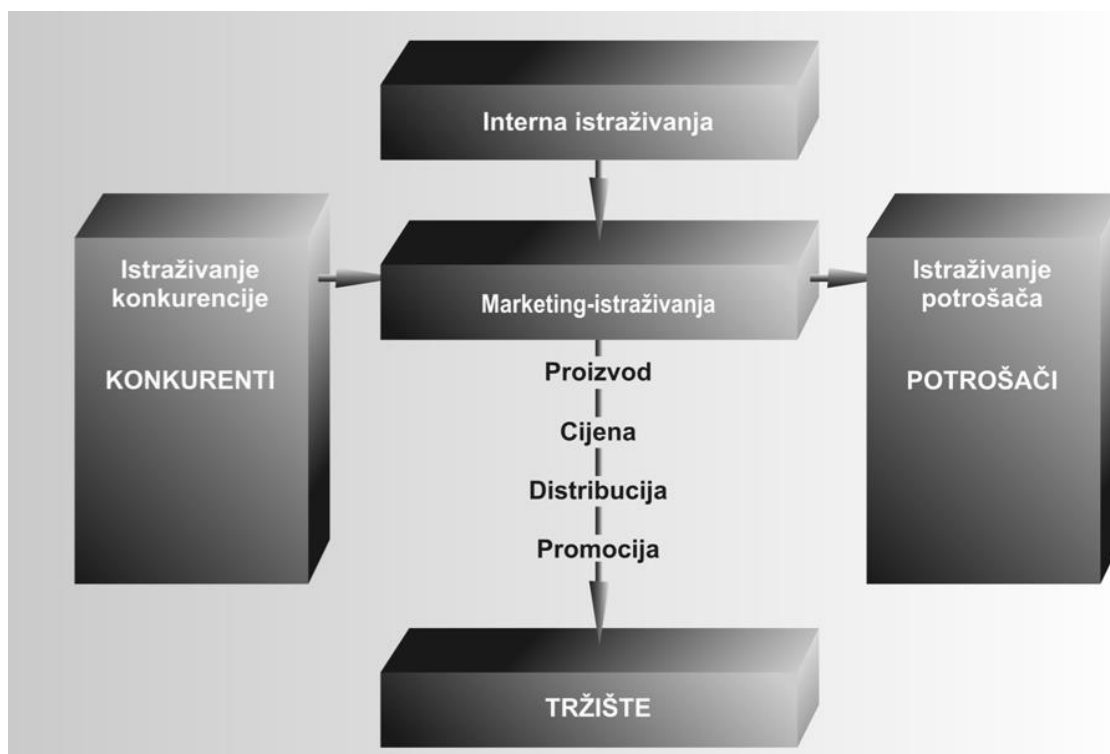 Interna istraživanja
Istraživanje
konkurencije
KONKURENTI
Marketing-istraživanja
Istraživanje
potrošača
POTROŠAČI
Proizvod
Cijena
Distribucija
Promocija
TRŽIŠTE